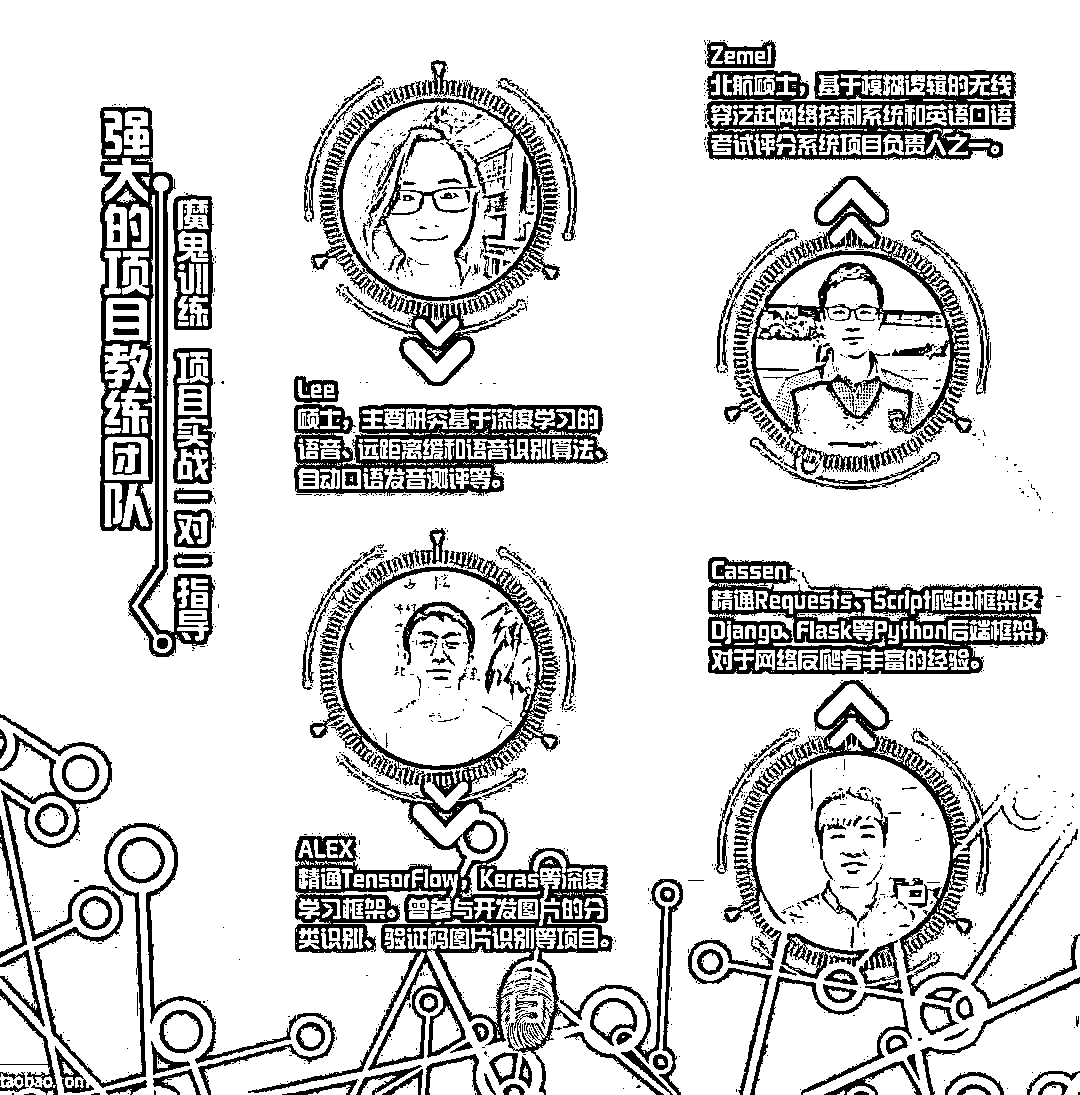 强大的项目教练团队
魔鬼训练 项目实战一对一指导
Lee
硕士，主要研究基于深度学习的
语音、远距离缓和语音识别算法、
自动口语发音测评等。
Zemel
北航硕士，基于模糊逻辑的无线
穿泛起网络控制系统和英语口语
考试评分系统项目负责人之一。
ALEX
精通TensorFlow，Keras等深度
学习框架。曾参与开发图片的分
类识别、验证码图片识别等项目。
Cassen
精通Requests、Script爬虫框架及
Django、Flask等Python后端框架，
对于网络反爬有丰富的经验。
taobao.com